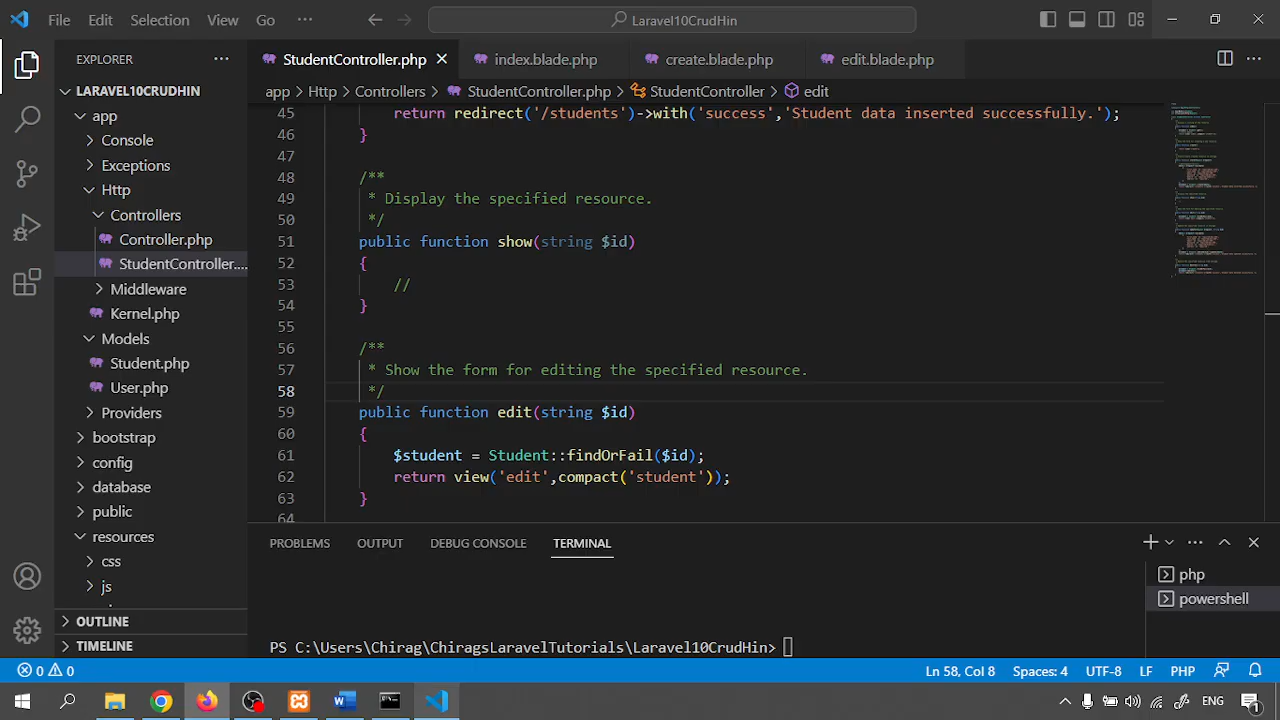 File Edit Selection View Go ··· Laravel10CrudHin
EXPLORER ···
StudentController.php index.blade.php create.blade.php edit.blade.php ···
LARAVEL10CRUDHIN
app
Console
Exceptions
Http
Controllers
Controller.php
StudentController....
Middleware
Kernel.php
Models
Student.php
User.php
Providers
bootstrap
config
database
public
resources
css
js
OUTLINE
TIMELINE
app > Http > Controllers > StudentController.php > StudentController > edit
45 return redirect('/students')->with('success','Student data inserted successfully.');
46 }
47
48 /**
49 * Display the specified resource.
50 */
51 public function show(string $id)
52 {
53 //
54 }
55
56 /**
57 * Show the form for editing the specified resource.
58 */
59 public function edit(string $id)
60 {
61 $student = Student::findOrFail($id);
62 return view('edit',compact('student'));
63 }
64
PROBLEMS OUTPUT DEBUG CONSOLE TERMINAL ···
php
powershell
PS C:\Users\Chirag\ChiragsLaravelTutorials\Laravel10CrudHin>
0 0 Ln 58, Col 8 Spaces: 4 UTF-8 LF PHP
ENG 1